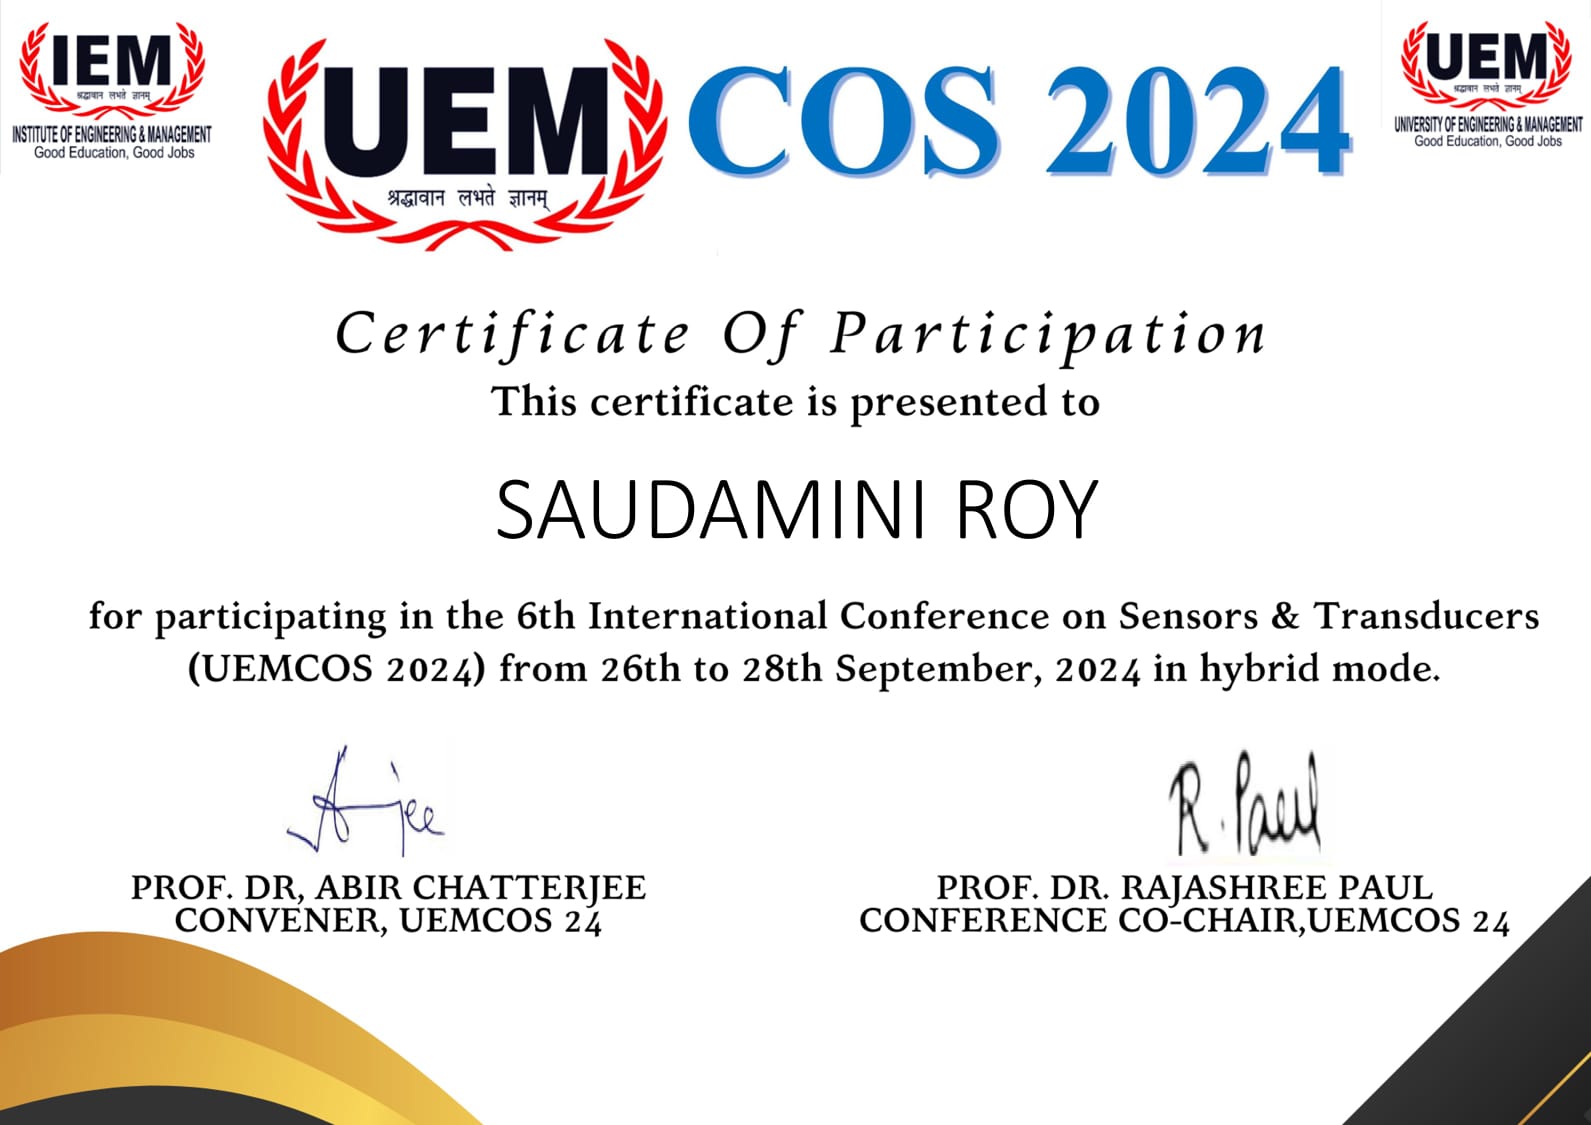 IEM
श्रद्धावान लभते ज्ञानम्
INSTITUTE OF ENGINEERING & MANAGEMENT
Good Education, Good Jobs
UEM
श्रद्धावान लभते ज्ञानम्
COS 2024
UEM
श्रद्धावान लभते ज्ञानम्
UNIVERSITY OF ENGINEERING & MANAGEMENT
Good Education, Good Jobs
Certificate Of Participation
This certificate is presented to
SAUDAMINI ROY
for participating in the 6th International Conference on Sensors & Transducers
(UEMCOS 2024) from 26th to 28th September, 2024 in hybrid mode.
R. Paul
PROF. DR, ABIR CHATTERJEE
CONVENER, UEMCOS 24
PROF. DR. RAJASHREE PAUL
CONFERENCE CO-CHAIR,UEMCOS 24